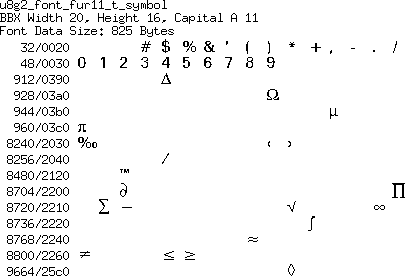 u8g2_font_fur11_t_symbol
BBX Width 20, Height 16, Capital A 11
Font Data Size: 825 Bytes
32/0020 # $ % & ' ( ) * + , - . /
48/0030 0 1 2 3 4 5 6 7 8 9
912/0390 Δ
928/03a0 Ω
944/03b0 μ
960/03c0 π
8240/2030 ‰ ‹ ›
8256/2040 ⁄
8480/2120 ™
8704/2200 ∂ ∏
8720/2210 ∑ − √ ∞
8736/2220 ∫
8768/2240 ≈
8800/2260 ≠ ≤ ≥
9664/25c0 ◊